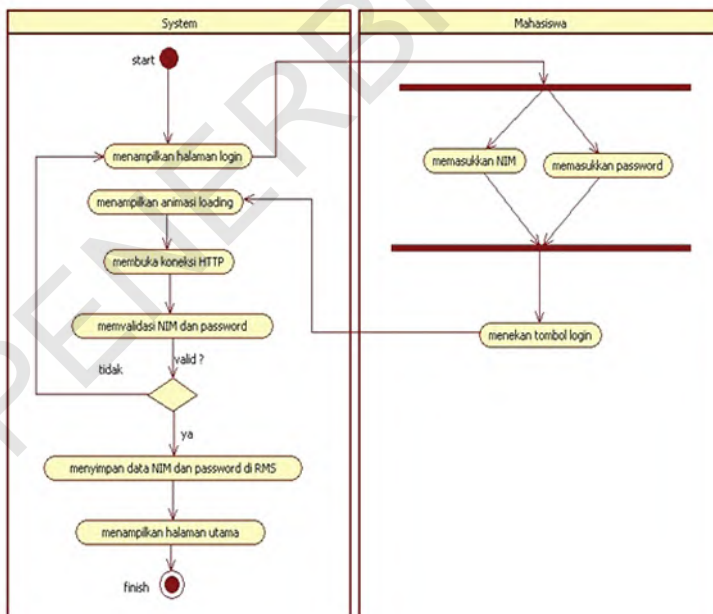 System
Mahasiswa
start
menampilkan halaman login
memasukkan NIM
memasukkan password
menampilkan animasi loading
membuka koneksi HTTP
memvalidasi NIM dan password
menekan tombol login
valid ?
tidak
ya
menyimpan data NIM dan password di RMS
menampilkan halaman utama
finish
PENERBI